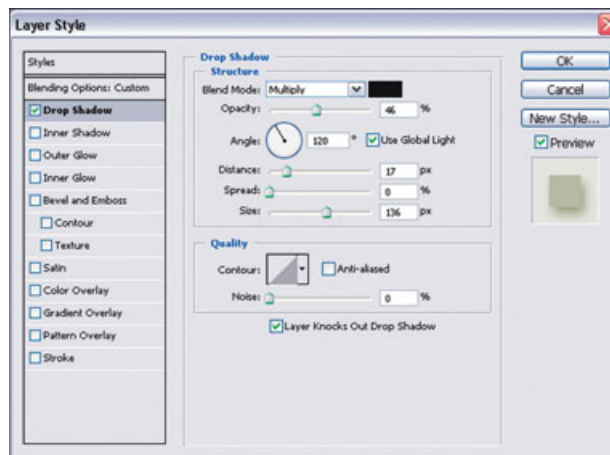 Layer Style
Styles
Blending Options: Custom
Drop Shadow
Inner Shadow
Outer Glow
Inner Glow
Bevel and Emboss
Contour
Texture
Satin
Color Overlay
Gradient Overlay
Pattern Overlay
Stroke
Drop Shadow
Structure
Blend Mode: Multiply
Opacity: 46 %
Angle: 120 ° Use Global Light
Distance: 17 px
Spread: 0 %
Size: 136 px
Quality
Contour: Anti-aliased
Noise: 0 %
Layer Knocks Out Drop Shadow
OK
Cancel
New Style...
Preview